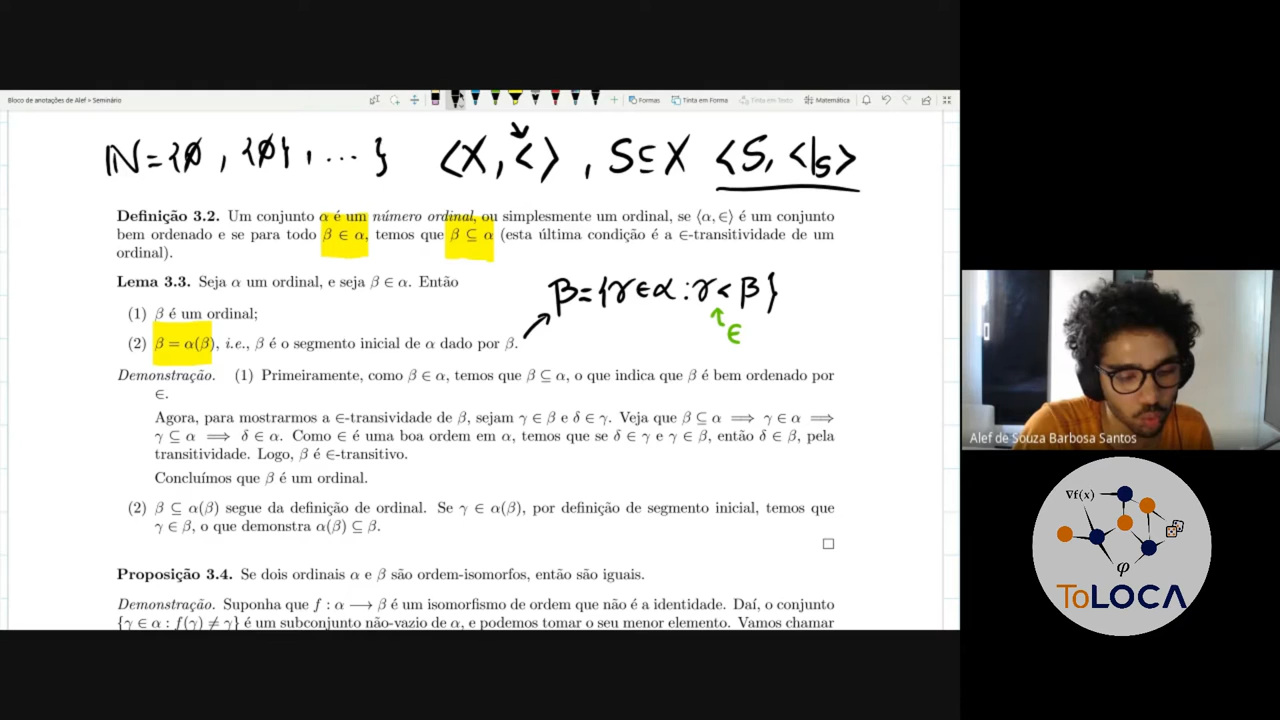 Bloco de anotações de Alef » Seminário
Formas Tinta em Forma Tinta em Texto Matemática
ℕ = {∅, {∅}, ... } ⟨X, <⟩, S ⊆ X ⟨S, <|s⟩
Definição 3.2. Um conjunto α é um número ordinal, ou simplesmente um ordinal, se ⟨α, ∈⟩ é um conjunto
bem ordenado e se para todo β ∈ α, temos que β ⊆ α (esta última condição é a ∈-transitividade de um
ordinal).
Lema 3.3. Seja α um ordinal, e seja β ∈ α. Então
β = {γ ∈ α : γ < β}
(1) β é um ordinal;
∈
(2) β = α(β), i.e., β é o segmento inicial de α dado por β.
Demonstração. (1) Primeiramente, como β ∈ α, temos que β ⊆ α, o que indica que β é bem ordenado por
∈.
Agora, para mostrarmos a ∈-transividade de β, sejam γ ∈ β e δ ∈ γ. Veja que β ⊆ α ⟹ γ ∈ α ⟹
γ ⊆ α ⟹ δ ∈ α. Como ∈ é uma boa ordem em α, temos que se δ ∈ γ e γ ∈ β, então δ ∈ β, pela
transitividade. Logo, β é ∈-transitivo.
Concluímos que β é um ordinal.
(2) β ⊆ α(β) segue da definição de ordinal. Se γ ∈ α(β), por definição de segmento inicial, temos que
γ ∈ β, o que demonstra α(β) ⊆ β.
□
Proposição 3.4. Se dois ordinais α e β são ordem-isomorfos, então são iguais.
Demonstração. Suponha que f : α ⟶ β é um isomorfismo de ordem que não é a identidade. Daí, o conjunto
{γ ∈ α : f(γ) ≠ γ} é um subconjunto não-vazio de α, e podemos tomar o seu menor elemento. Vamos chamar
Alef de Souza Barbosa Santos
∇f(x)
φ
ToLOCA